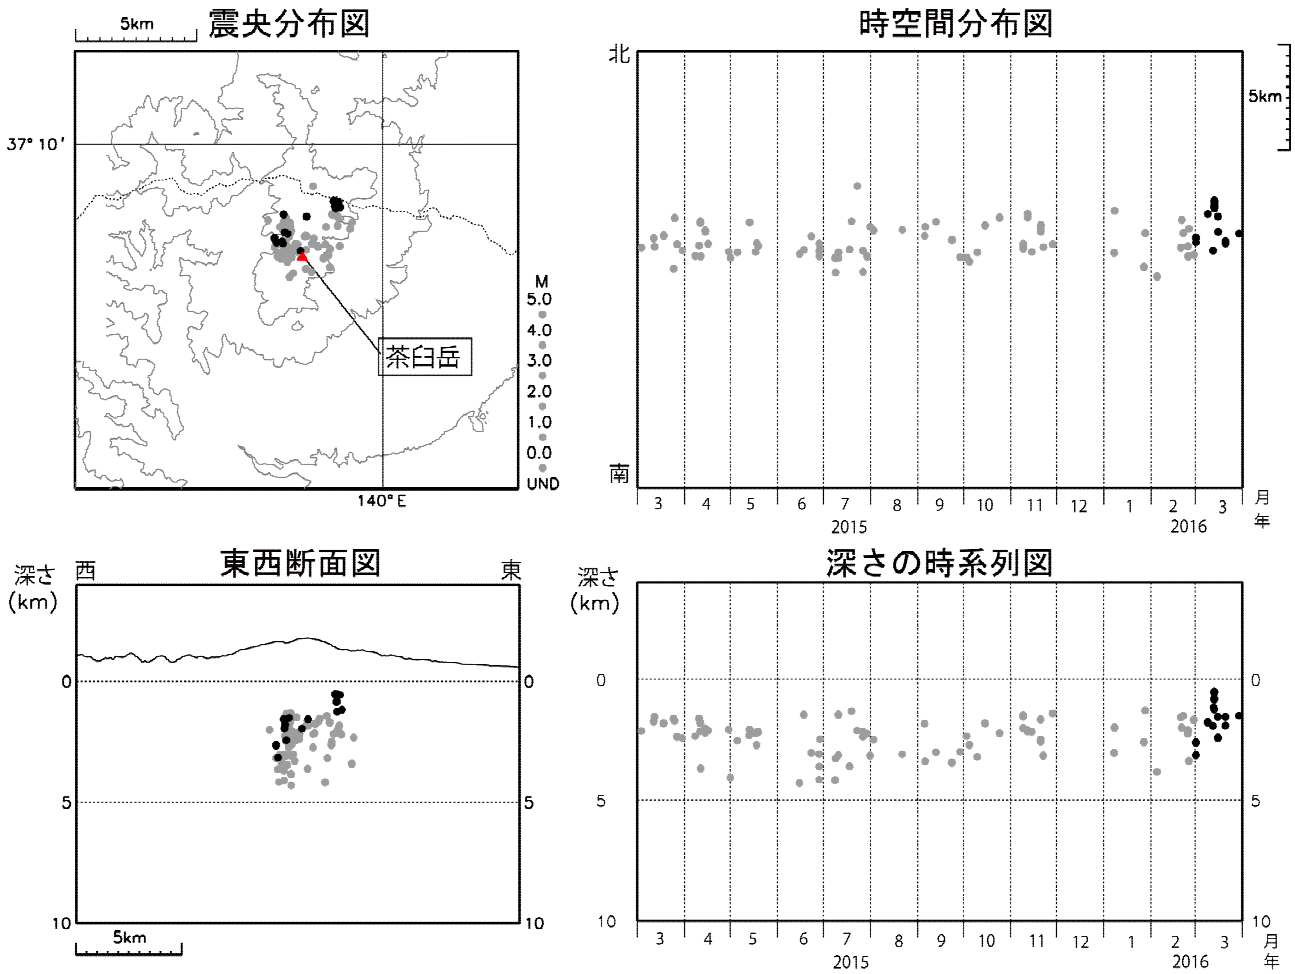 5km
震央分布図
37° 10'
茶臼岳
M
5.0
4.0
3.0
2.0
1.0
0.0
UND
140°E
時空間分布図
北
5km
南
3 4 5 6 7 8 9 10 11 12 1 2 3 月
2015 2016 年
東西断面図
深さ
(km)
西 東
0 0
5 5
10 10
5km
深さの時系列図
深さ
(km)
0 0
5 5
10 10
3 4 5 6 7 8 9 10 11 12 1 2 3 月
2015 2016 年